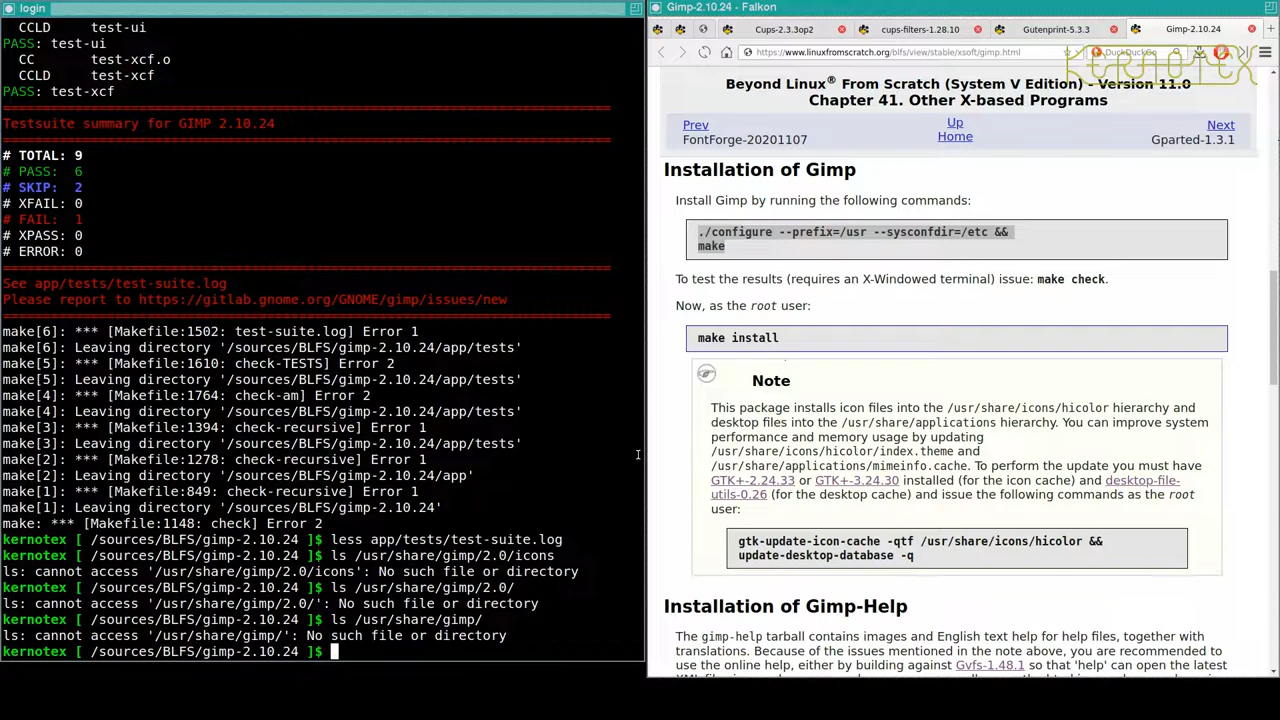 login
CCLD test-ui
PASS: test-ui
CC test-xcf.o
CCLD test-xcf
PASS: test-xcf
============================================================================
Testsuite summary for GIMP 2.10.24
============================================================================
# TOTAL: 9
# PASS: 6
# SKIP: 2
# XFAIL: 0
# FAIL: 1
# XPASS: 0
# ERROR: 0
============================================================================
See app/tests/test-suite.log
Please report to https://gitlab.gnome.org/GNOME/gimp/issues/new
============================================================================
make[6]: *** [Makefile:1502: test-suite.log] Error 1
make[6]: Leaving directory '/sources/BLFS/gimp-2.10.24/app/tests'
make[5]: *** [Makefile:1610: check-TESTS] Error 2
make[5]: Leaving directory '/sources/BLFS/gimp-2.10.24/app/tests'
make[4]: *** [Makefile:1764: check-am] Error 2
make[4]: Leaving directory '/sources/BLFS/gimp-2.10.24/app/tests'
make[3]: *** [Makefile:1394: check-recursive] Error 1
make[3]: Leaving directory '/sources/BLFS/gimp-2.10.24/app/tests'
make[2]: *** [Makefile:1278: check-recursive] Error 1
make[2]: Leaving directory '/sources/BLFS/gimp-2.10.24/app'
make[1]: *** [Makefile:849: check-recursive] Error 1
make[1]: Leaving directory '/sources/BLFS/gimp-2.10.24'
make: *** [Makefile:1148: check] Error 2
kernotex [ /sources/BLFS/gimp-2.10.24 ]$ less app/tests/test-suite.log
kernotex [ /sources/BLFS/gimp-2.10.24 ]$ ls /usr/share/gimp/2.0/icons
ls: cannot access '/usr/share/gimp/2.0/icons': No such file or directory
kernotex [ /sources/BLFS/gimp-2.10.24 ]$ ls /usr/share/gimp/2.0/
ls: cannot access '/usr/share/gimp/2.0/': No such file or directory
kernotex [ /sources/BLFS/gimp-2.10.24 ]$ ls /usr/share/gimp/
ls: cannot access '/usr/share/gimp/': No such file or directory
kernotex [ /sources/BLFS/gimp-2.10.24 ]$
Gimp-2.10.24 - Falkon
Cups-2.3.3op2 cups-filters-1.28.10 Gutenprint-5.3.3 Gimp-2.10.24
https://www.linuxfromscratch.org/blfs/view/stable/xsoft/gimp.html DuckDuckGo
KERNOTEX
Beyond Linux® From Scratch (System V Edition) - Version 11.0
Chapter 41. Other X-based Programs
Prev Up Next
FontForge-20201107 Home Gparted-1.3.1
Installation of Gimp
Install Gimp by running the following commands:
./configure --prefix=/usr --sysconfdir=/etc &&
make
To test the results (requires an X-Windowed terminal) issue: make check.
Now, as the root user:
make install
Note
This package installs icon files into the /usr/share/icons/hicolor hierarchy and
desktop files into the /usr/share/applications hierarchy. You can improve system
performance and memory usage by updating
/usr/share/icons/hicolor/index.theme and
/usr/share/applications/mimeinfo.cache. To perform the update you must have
GTK+-2.24.33 or GTK+-3.24.30 installed (for the icon cache) and desktop-file-
utils-0.26 (for the desktop cache) and issue the following commands as the root
user:
gtk-update-icon-cache -qtf /usr/share/icons/hicolor &&
update-desktop-database -q
Installation of Gimp-Help
The gimp-help tarball contains images and English text help for help files, together with
translations. Because of the issues mentioned in the note above, you are recommended to
use the online help, either by building against Gvfs-1.48.1 so that 'help' can open the latest